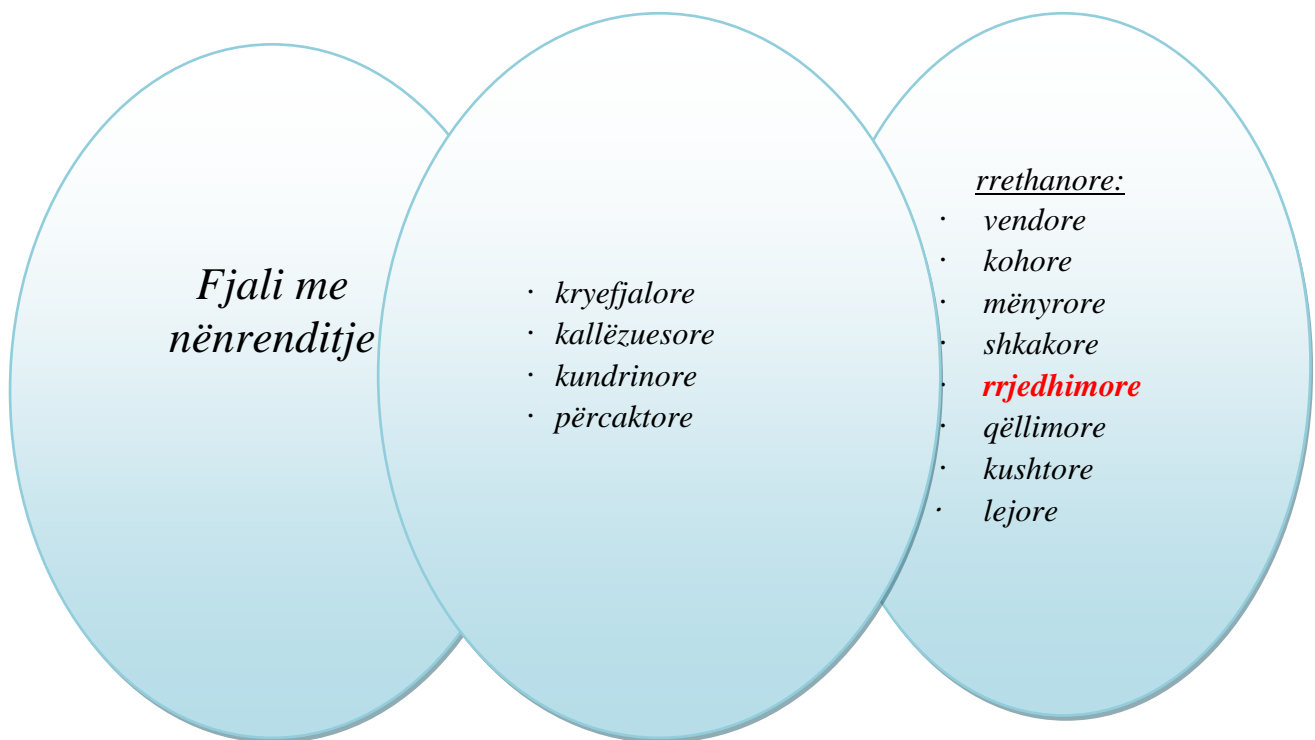 Fjali me
nënrenditje
· kryefjalore
· kallëzuesore
· kundrinore
· përcaktore
rrethanore:
· vendore
· kohore
· mënyrore
· shkakore
· rrjedhimore
· qëllimore
· kushtore
· lejore